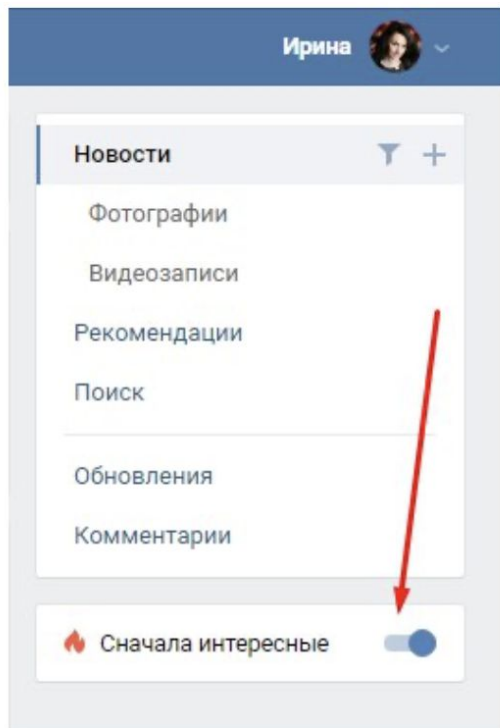 Ирина
Новости
Фотографии
Видеозаписи
Рекомендации
Поиск
Обновления
Комментарии
Сначала интересные